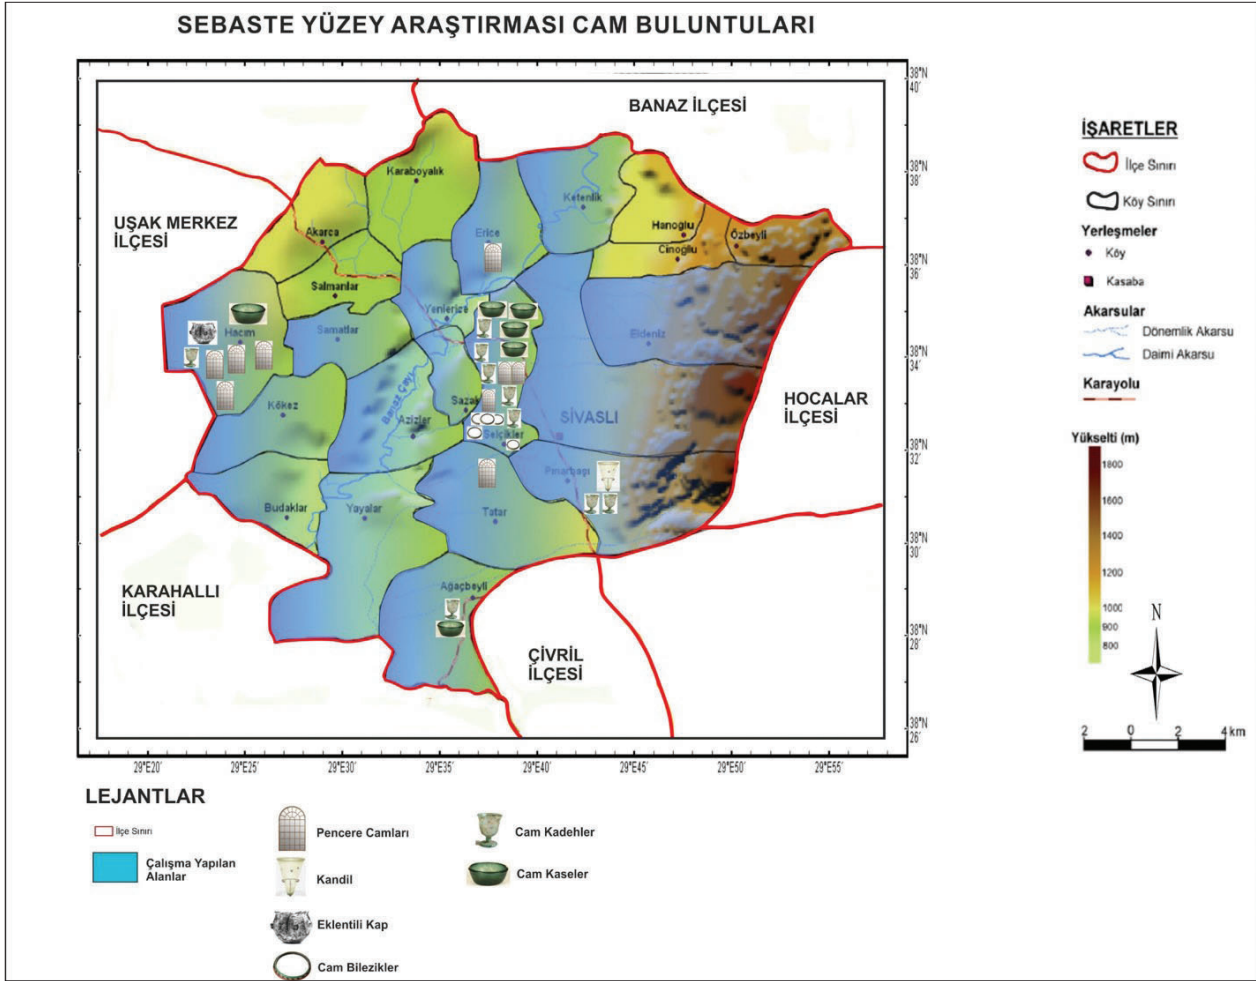 SEBASTE YÜZEY ARAŞTIRMASI CAM BULUNTULARI
BANAZ İLÇESİ
UŞAK MERKEZ
İLÇESİ
HOCALAR
İLÇESİ
KARAHALLI
İLÇESİ
ÇİVRİL
İLÇESİ
Karaboyalık
Ketenlik
Akarca
Erice
Hanoğlu
Özbeyli
Cinoğlu
Salmanlar
Yenierice
Hacım
Samatlar
Eldeniz
Banaz Çayı
Kökez
Azizler
Sazak
SİVASLI
Selçikler
Pınarbaşı
Budaklar
Yayalar
Tatar
Ağaçbeyli
38°N
40'
38°N
38'
38°N
36'
38°N
34'
38°N
32'
38°N
30'
38°N
28'
38°N
26'
29°E20'
29°E10'
29°E30'
29°E35'
29°E40'
29°E45'
29°E50'
29°E55'
İŞARETLER
İlçe Sınırı
Köy Sınırı
Yerleşmeler
Köy
Kasaba
Akarsular
Dönemlik Akarsu
Daimi Akarsu
Karayolu
Yükselti (m)
1800
1600
1400
1200
1000
900
800
N
2 0 2 4 km
LEJANTLAR
İlçe Sınırı
Çalışma Yapılan
Alanlar
Pencere Camları
Kandil
Eklentili Kap
Cam Bilezikler
Cam Kadehler
Cam Kaseler